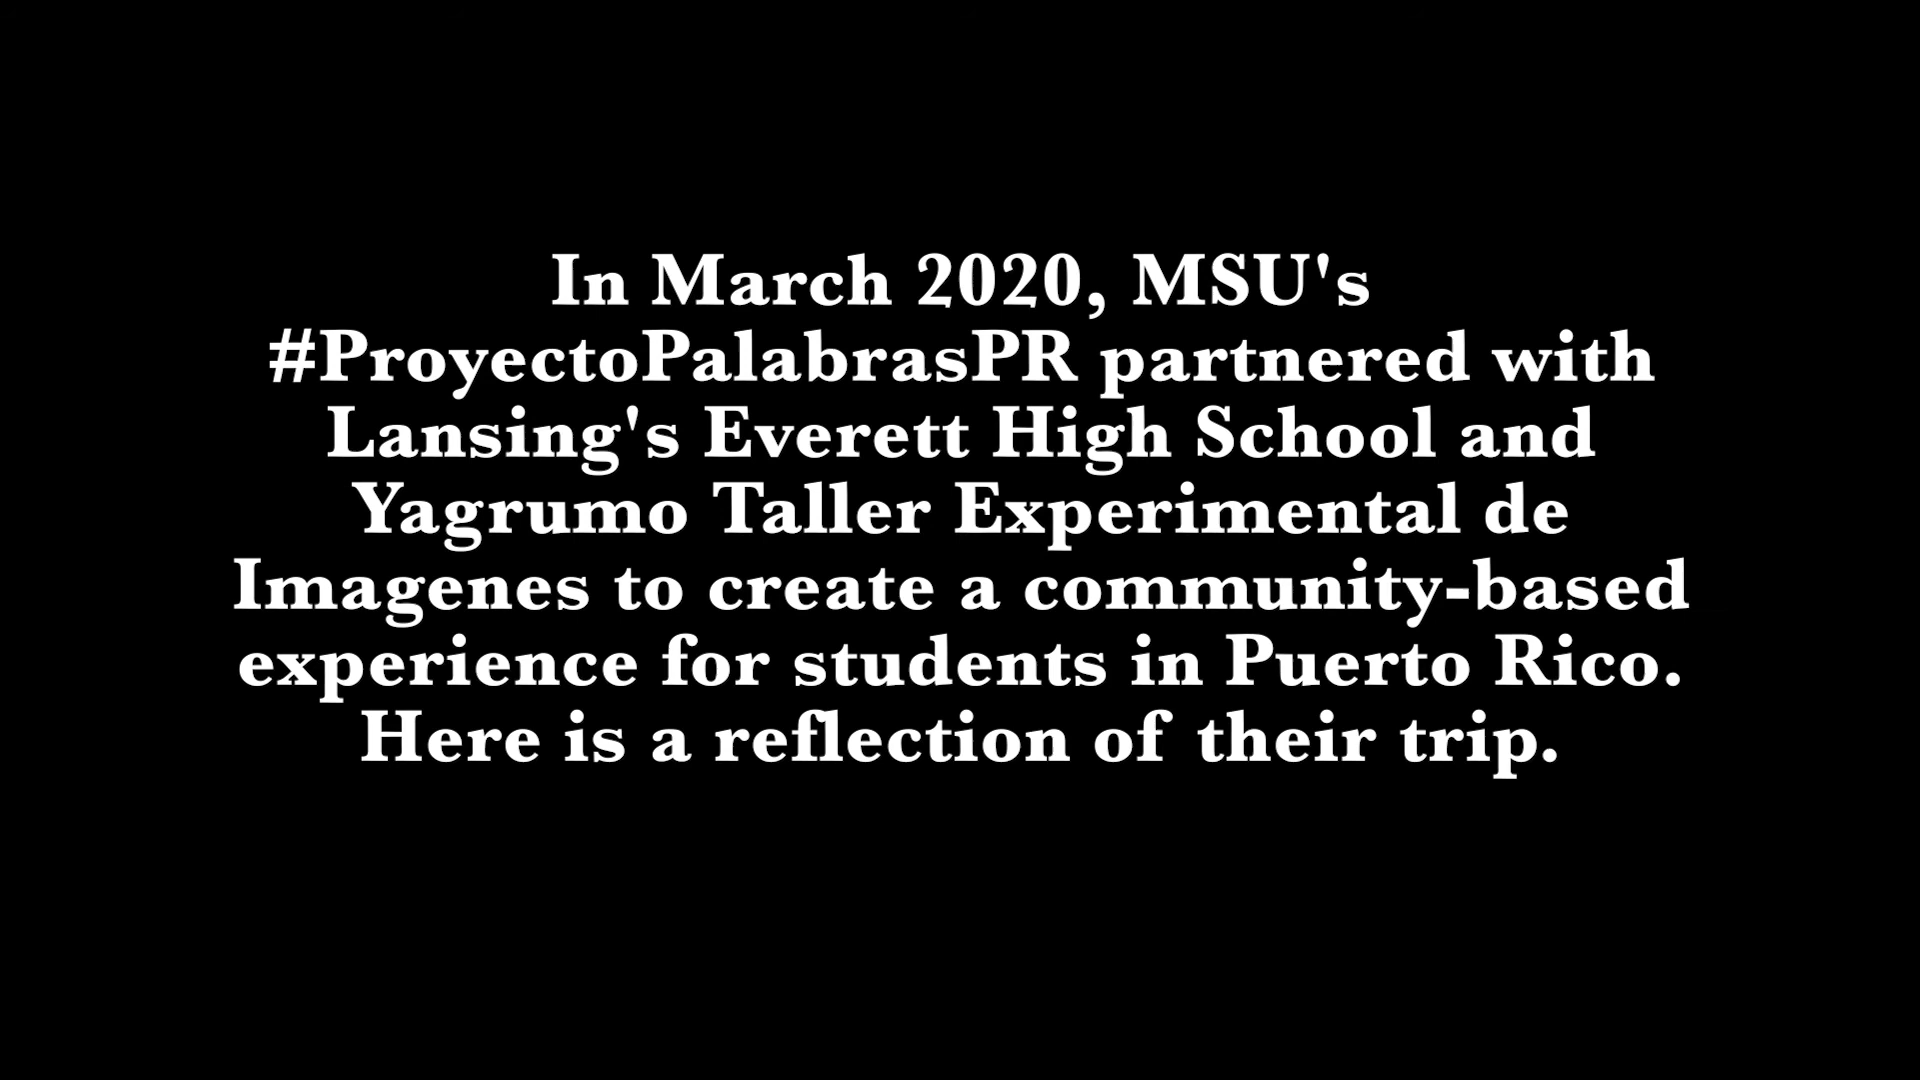 In March 2020, MSU's
#ProyectoPalabrasPR partnered with
Lansing's Everett High School and
Yagrumo Taller Experimental de
Imagenes to create a community-based
experience for students in Puerto Rico.
Here is a reflection of their trip.